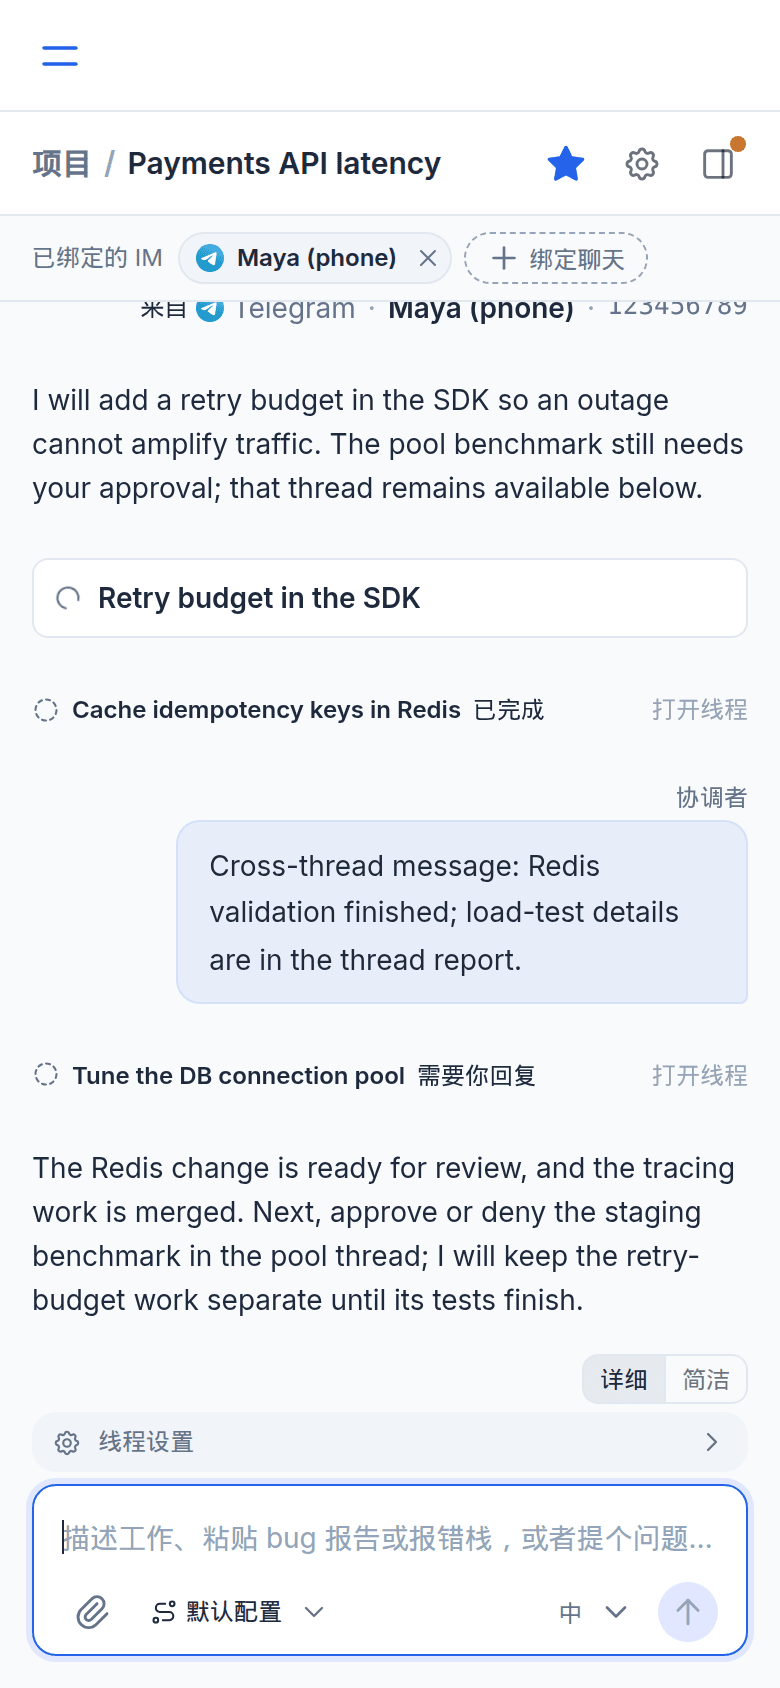 项目 / Payments API latency
已绑定的 IM Maya (phone) 绑定聊天
来自 Telegram · Maya (phone) · 123456789
I will add a retry budget in the SDK so an outage
cannot amplify traffic. The pool benchmark still needs
your approval; that thread remains available below.
Retry budget in the SDK
Cache idempotency keys in Redis 已完成 打开线程
协调者
Cross-thread message: Redis
validation finished; load-test details
are in the thread report.
Tune the DB connection pool 需要你回复 打开线程
The Redis change is ready for review, and the tracing
work is merged. Next, approve or deny the staging
benchmark in the pool thread; I will keep the retry-
budget work separate until its tests finish.
详细 简洁
线程设置
描述工作、粘贴 bug 报告或报错栈，或者提个问题...
默认配置 中